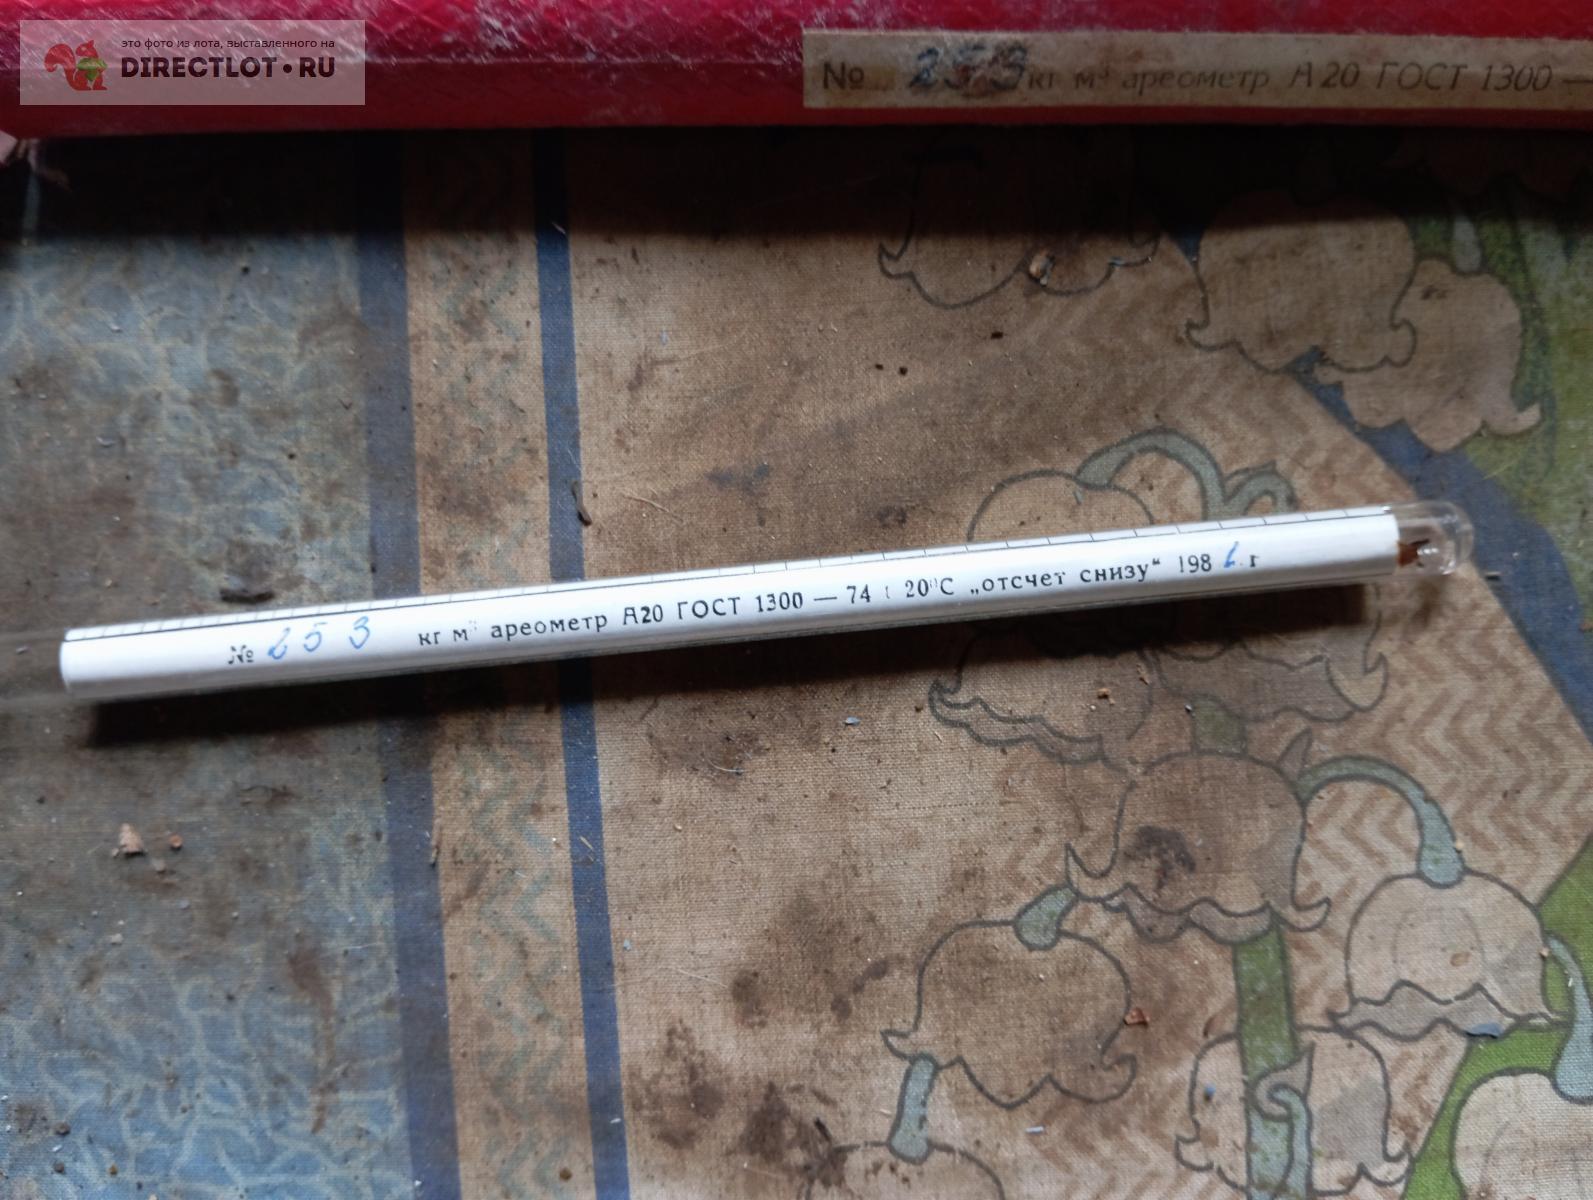 это фото из лота, выставленного на
DIRECTLOT.RU
№ 253 кг м³ ареометр А20 ГОСТ 1300 —
№ 253 кг м³ ареометр А20 ГОСТ 1300 — 74 t 20°С „отсчет снизу“ 1986 г